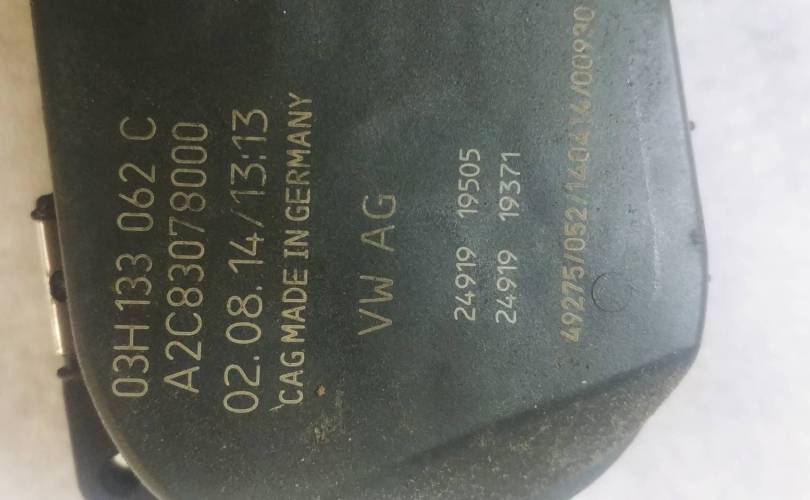 03H 133 062 C
A2C83078000
02.08.14/13:13
CAG MADE IN GERMANY
VW AG
24919 19505
24919 19371